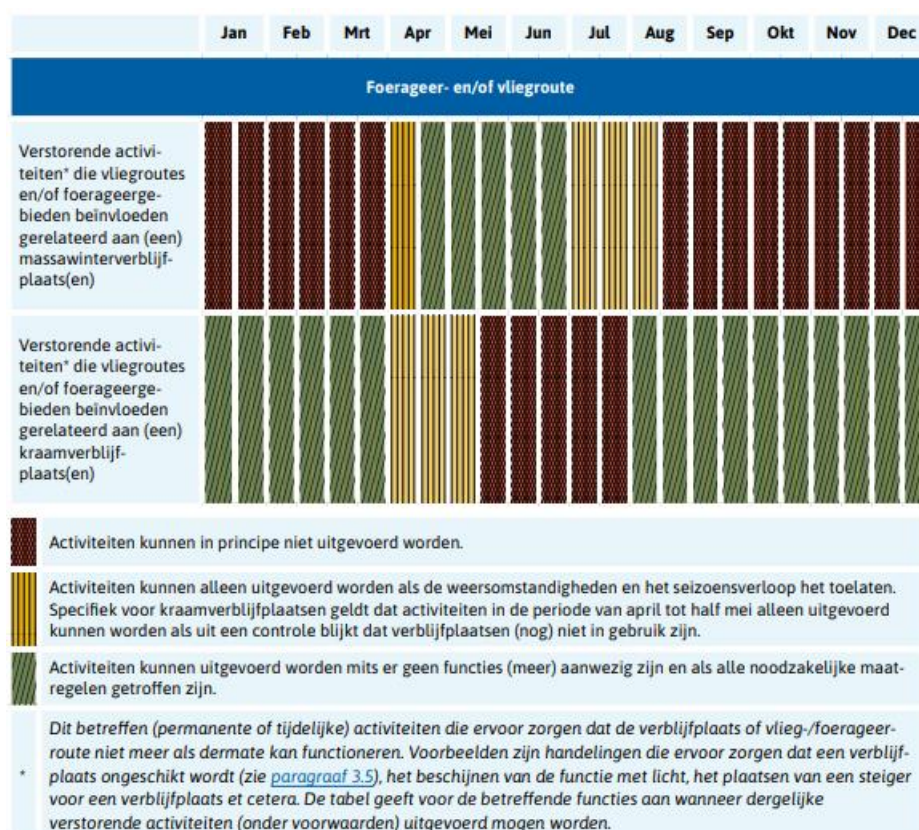 Jan Feb Mrt Apr Mei Jun Jul Aug Sep Okt Nov Dec
Foerageer- en/of vliegroute
Verstorende activi-
teiten* die vliegroutes
en/of foerageerge-
bieden beïnvloeden
gerelateerd aan (een)
massawinterverblijf-
plaats(en)
Verstorende activi-
teiten* die vliegroutes
en/of foerageerge-
bieden beïnvloeden
gerelateerd aan (een)
kraamverblijf-
plaats(en)
Activiteiten kunnen in principe niet uitgevoerd worden.
Activiteiten kunnen alleen uitgevoerd worden als de weersomstandigheden en het seizoensverloop het toelaten.
Specifiek voor kraamverblijfplaatsen geldt dat activiteiten in de periode van april tot half mei alleen uitgevoerd
kunnen worden als uit een controle blijkt dat verblijfplaatsen (nog) niet in gebruik zijn.
Activiteiten kunnen uitgevoerd worden mits er geen functies (meer) aanwezig zijn en als alle noodzakelijke maat-
regelen getroffen zijn.
* Dit betreffen (permanente of tijdelijke) activiteiten die ervoor zorgen dat de verblijfplaats of vlieg-/foerageer-
route niet meer als dermate kan functioneren. Voorbeelden zijn handelingen die ervoor zorgen dat een verblijf-
plaats ongeschikt wordt (zie paragraaf 3.5), het beschijnen van de functie met licht, het plaatsen van een steiger
voor een verblijfplaats et cetera. De tabel geeft voor de betreffende functies aan wanneer dergelijke
verstorende activiteiten (onder voorwaarden) uitgevoerd mogen worden.